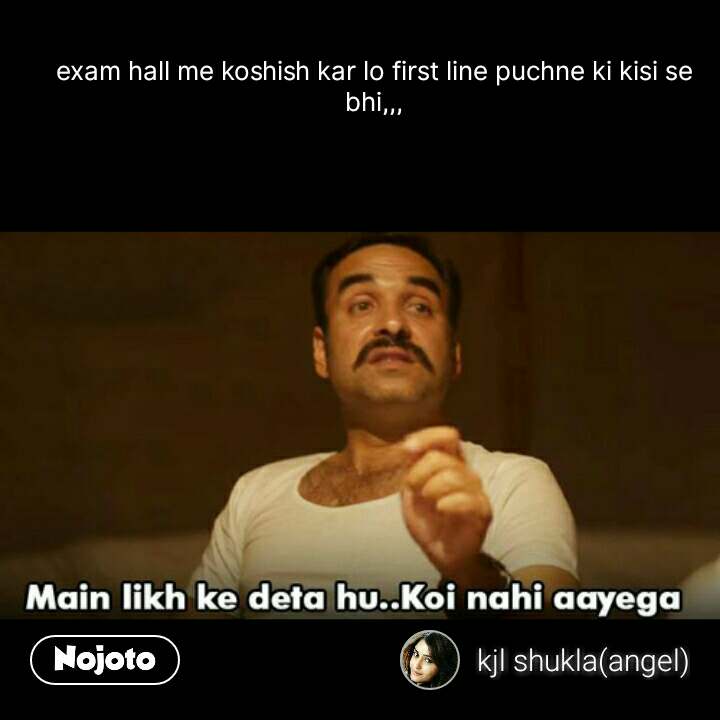 exam hall me koshish kar lo first line puchne ki kisi se
bhi,,,
Main likh ke deta hu..Koi nahi aayega
Nojoto
kjl shukla(angel)